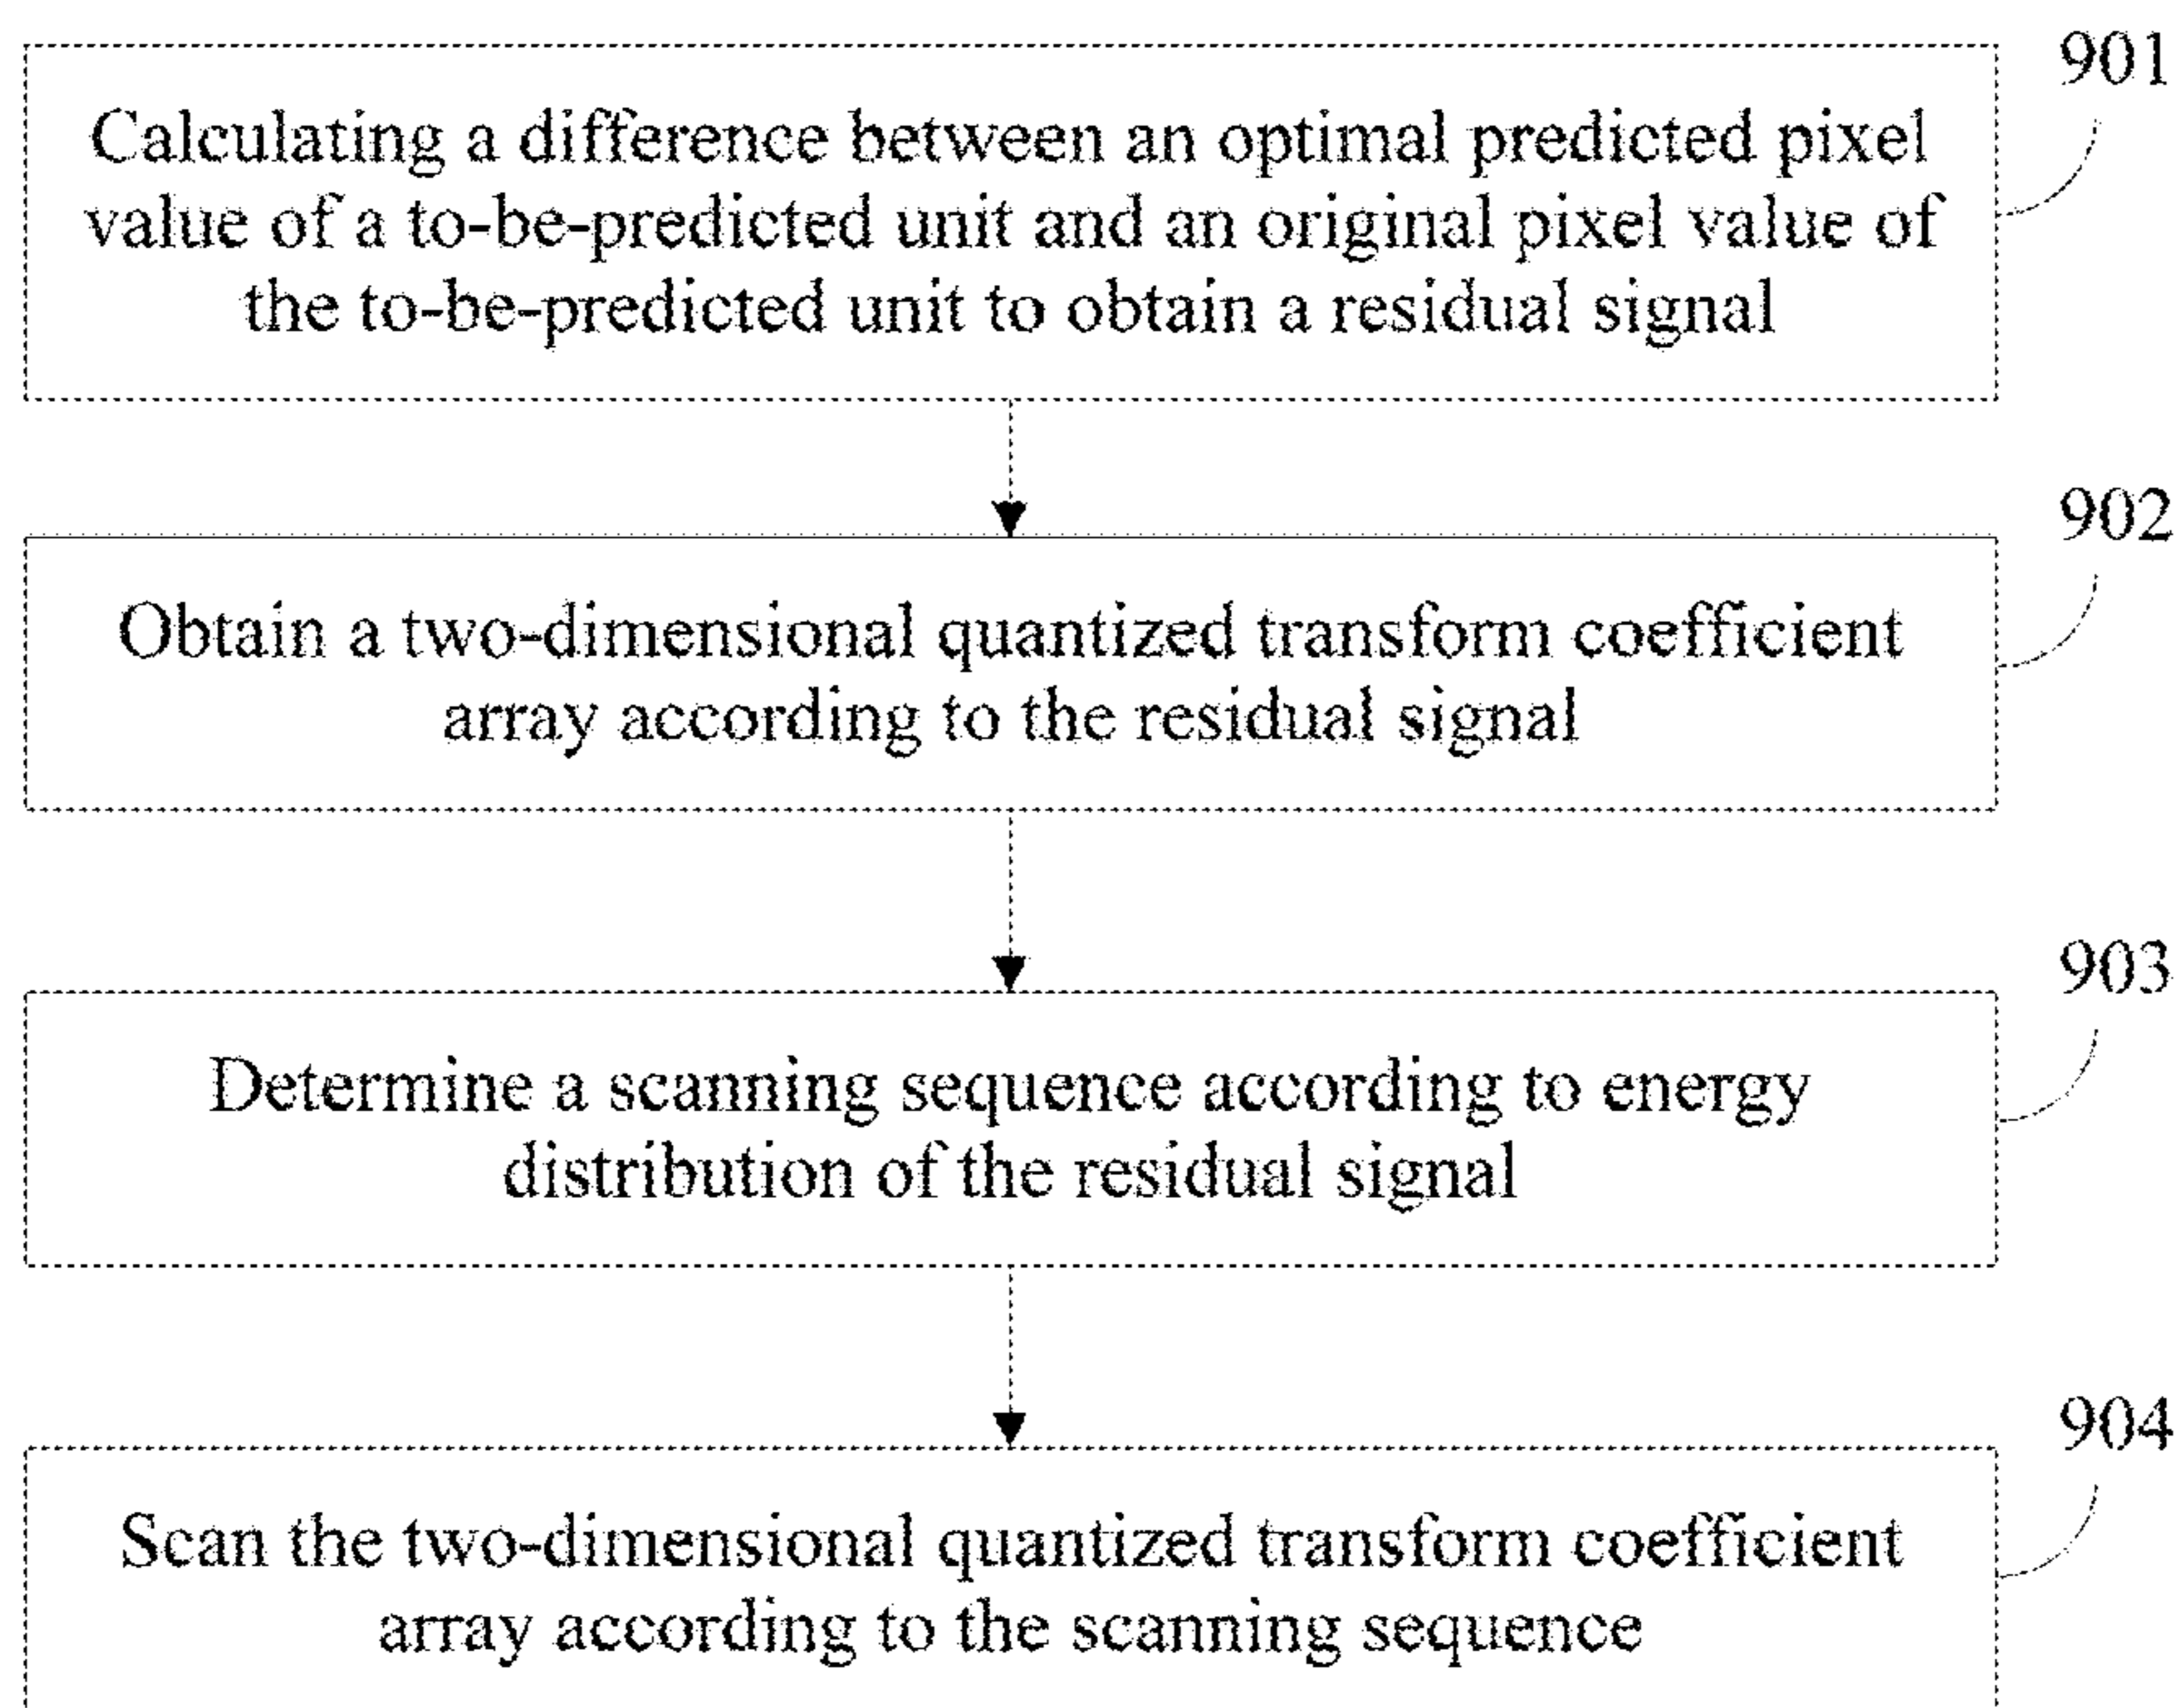 901
Calculating a difference between an optimal predicted pixel
value of a to-be-predicted unit and an original pixel value of
the to-be-predicted unit to obtain a residual signal
902
Obtain a two-dimensional quantized transform coefficient
array according to the residual signal
903
Determine a scanning sequence according to energy
distribution of the residual signal
904
Scan the two-dimensional quantized transform coefficient
array according to the scanning sequence